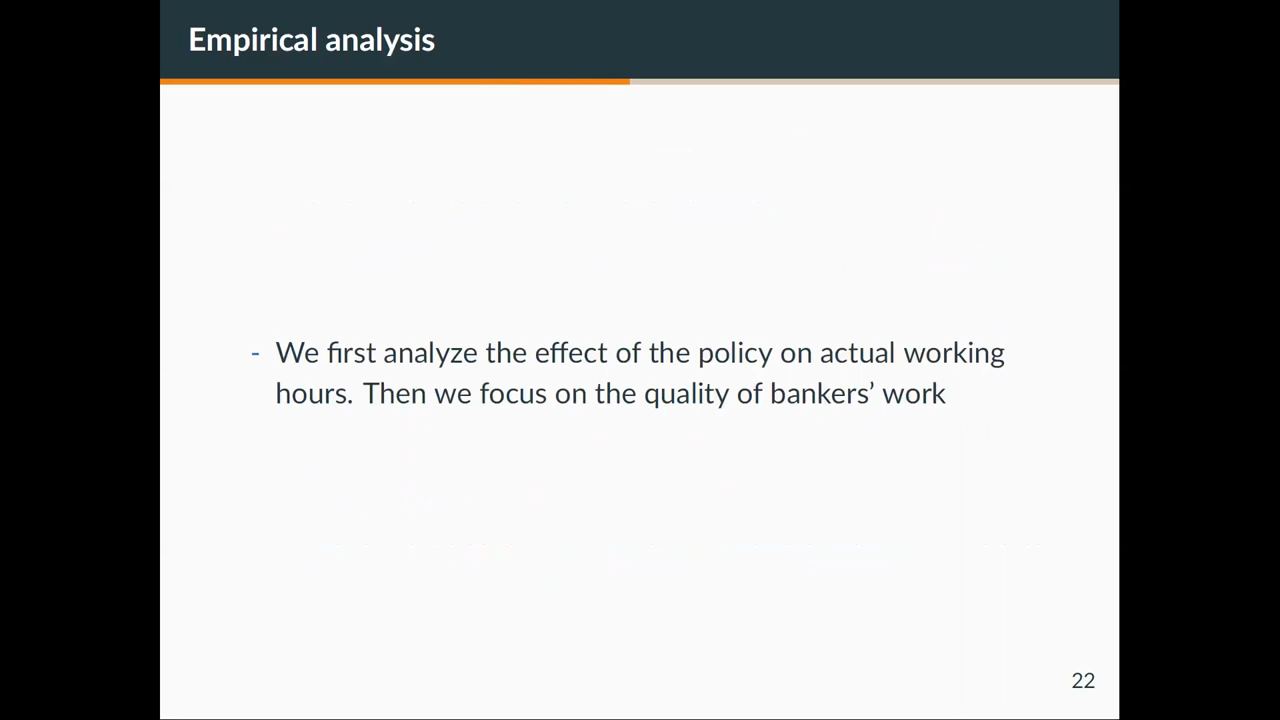 Empirical analysis
- We first analyze the effect of the policy on actual working
hours. Then we focus on the quality of bankers’ work
22